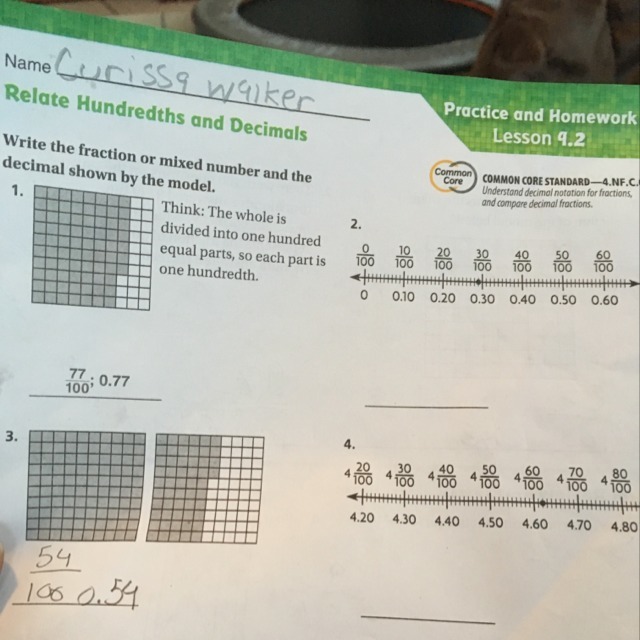 Name Curissa Walker
Practice and Homework
Lesson 9.2
Relate Hundredths and Decimals
Common Core
COMMON CORE STANDARD—4.NF.C.
Understand decimal notation for fractions,
and compare decimal fractions.
Write the fraction or mixed number and the
decimal shown by the model.
1.
Think: The whole is
divided into one hundred
equal parts, so each part is
one hundredth.
77/100; 0.77
2.
0/100 10/100 20/100 30/100 40/100 50/100 60/100
0 0.10 0.20 0.30 0.40 0.50 0.60
3.
54
100 0.54
4.
4 20/100 4 30/100 4 40/100 4 50/100 4 60/100 4 70/100 4 80/100
4.20 4.30 4.40 4.50 4.60 4.70 4.80